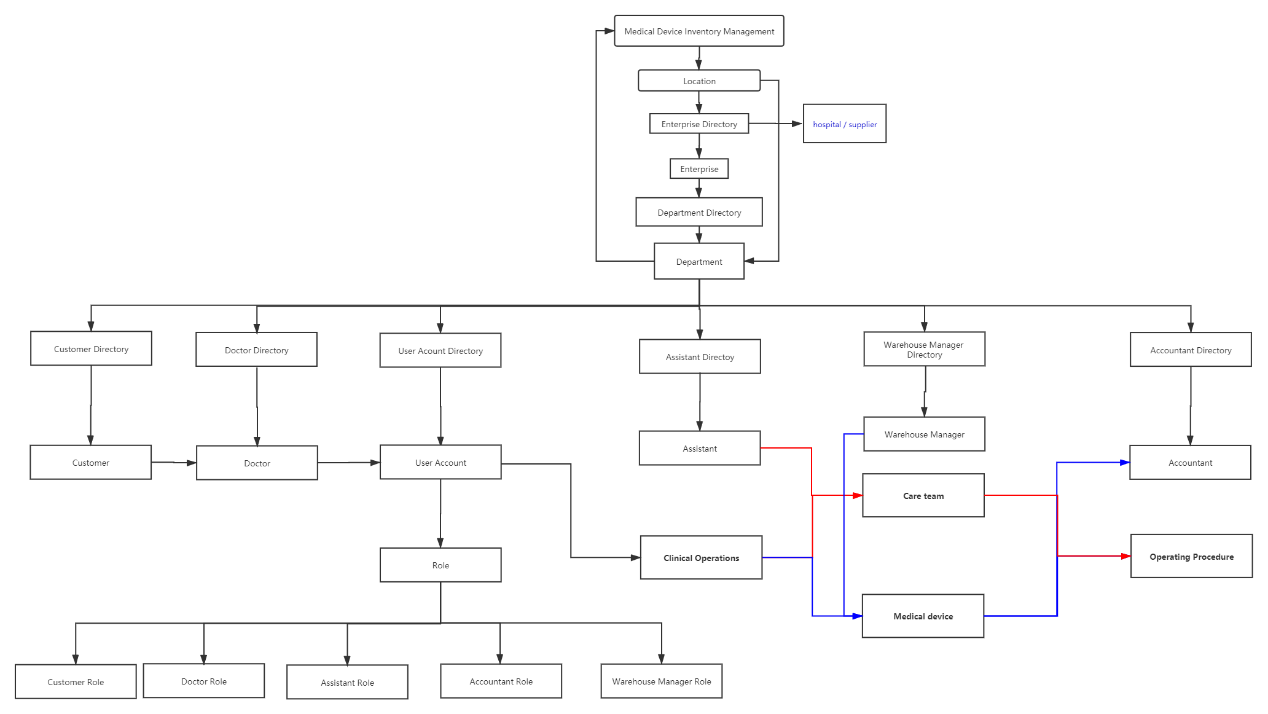 Medical Device Inventory Management
Location
Enterprise Directory
hospital / supplier
Enterprise
Department Directory
Department
Customer Directory
Doctor Directory
User Acount Directory
Assistant Directoy
Warehouse Manager
Directory
Accountant Directory
Customer
Doctor
User Account
Assistant
Warehouse Manager
Accountant
Care team
Clinical Operations
Operating Procedure
Role
Medical device
Customer Role
Doctor Role
Assistant Role
Accountant Role
Warehouse Manager Role